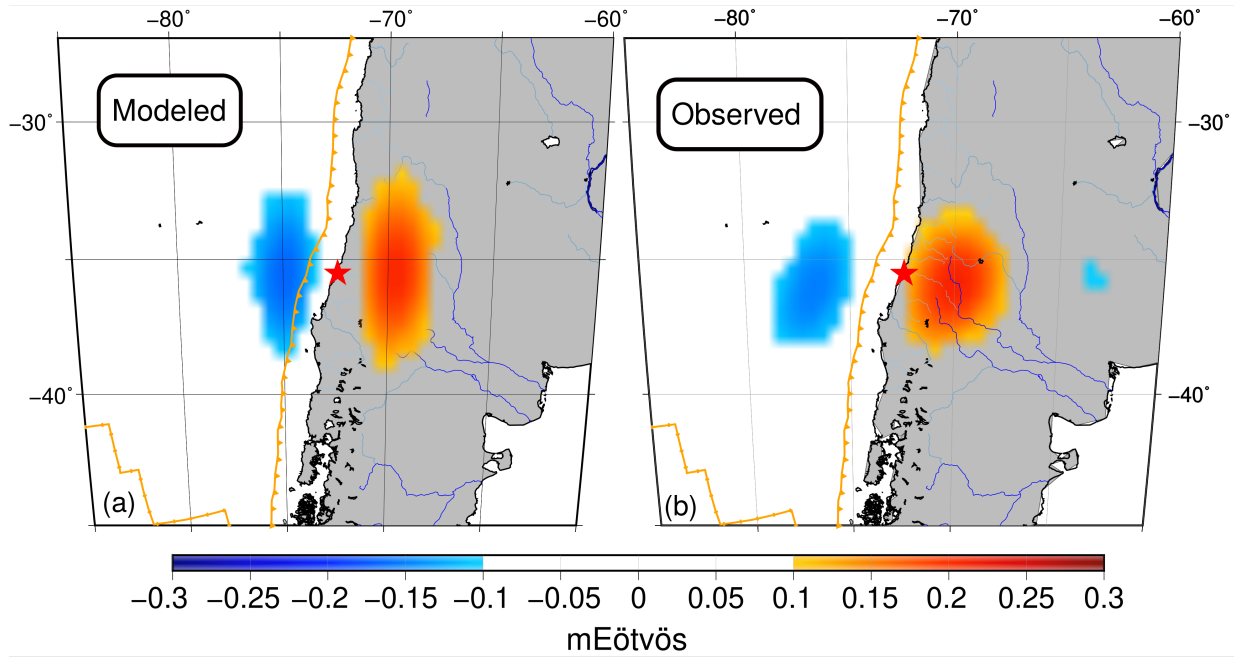 −80° −70° −60° −80° −70° −60°
Modeled Observed
−30° −30°
−40° −40°
(a) (b)
−0.3 −0.25 −0.2 −0.15 −0.1 −0.05 0 0.05 0.1 0.15 0.2 0.25 0.3
mEötvös